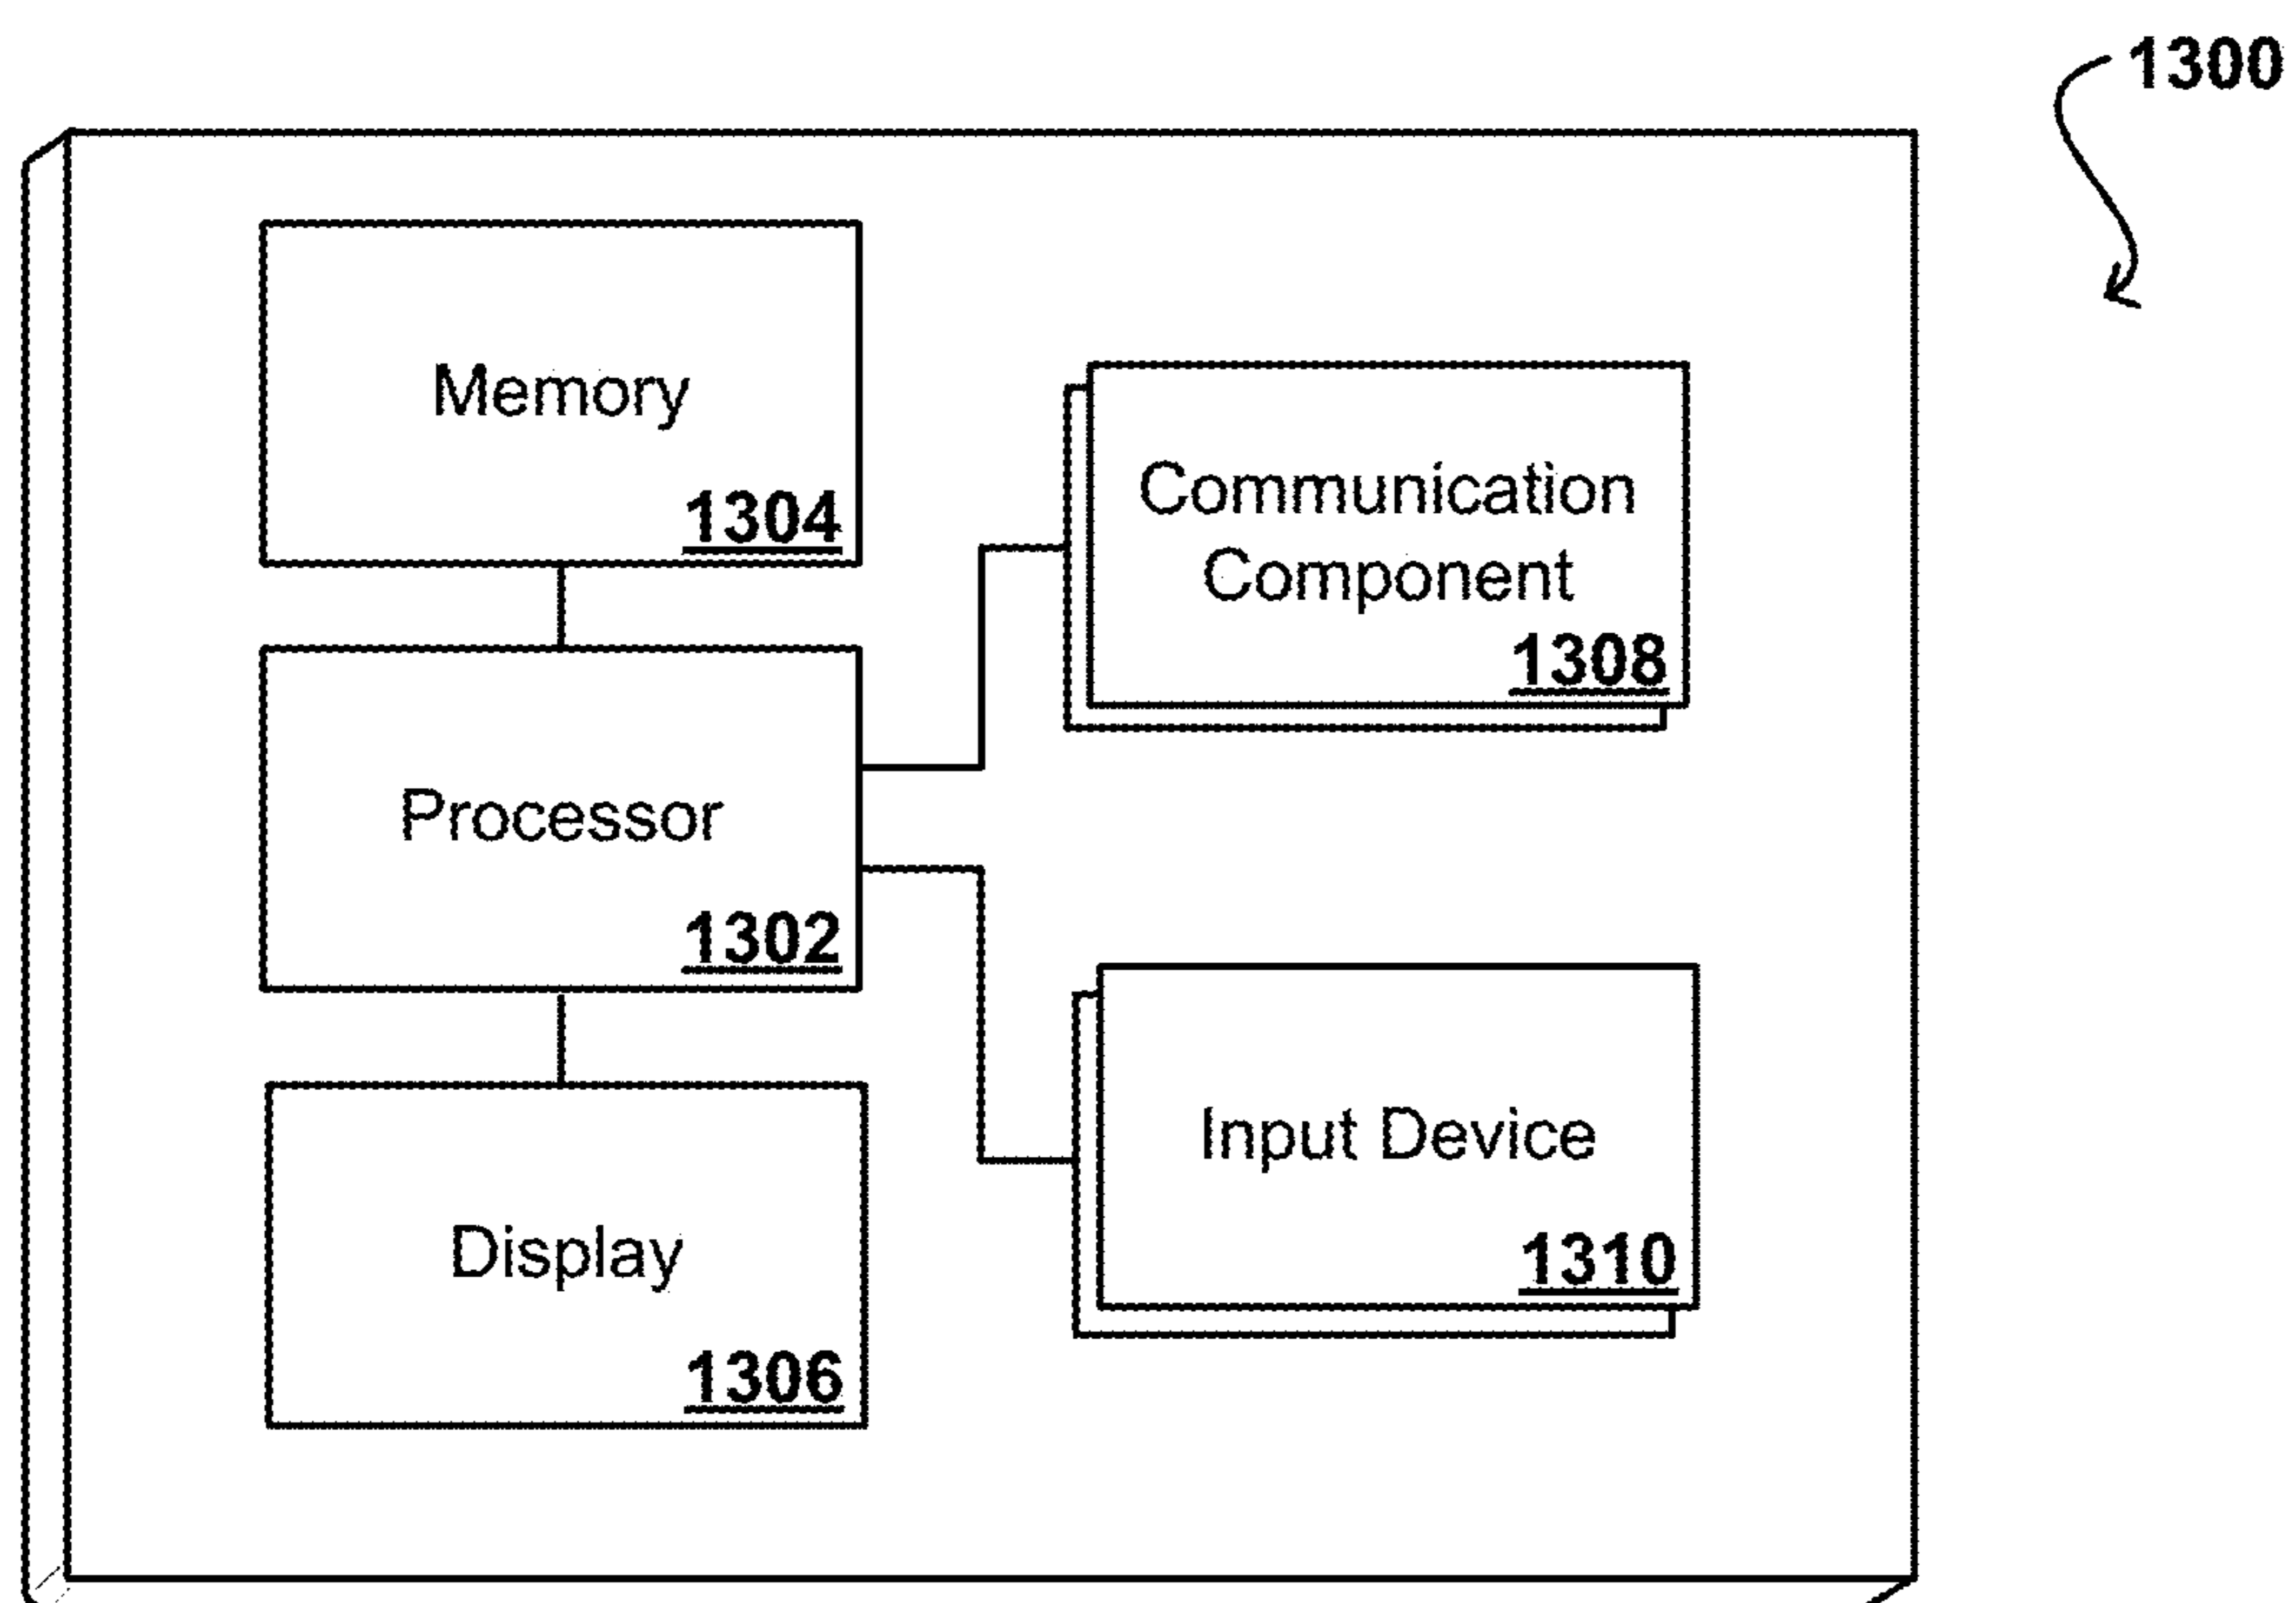 1300
Memory
1304
Communication
Component
1308
Processor
1302
Input Device
1310
Display
1306